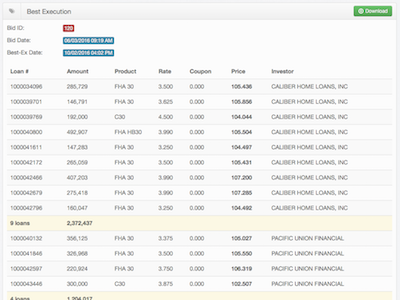 Best Execution
Download
Bid ID: 120
Bid Date: 06/03/2016 09:19 AM
Best-Ex Date: 10/02/2016 04:02 PM
Loan # Amount Product Rate Coupon Price Investor
1000034096 285,729 FHA 30 3.500 0.000 105.436 CALIBER HOME LOANS, INC
1000039701 146,791 FHA 30 3.625 0.000 105.856 CALIBER HOME LOANS, INC
1000039769 192,000 C30 4.500 0.000 104.044 CALIBER HOME LOANS, INC
1000040800 492,907 FHA HB30 3.990 0.000 105.504 CALIBER HOME LOANS, INC
1000041611 147,283 FHA 30 3.250 0.000 104.497 CALIBER HOME LOANS, INC
1000042172 265,059 FHA 30 3.500 0.000 105.431 CALIBER HOME LOANS, INC
1000042466 407,203 FHA 30 3.990 0.000 107.200 CALIBER HOME LOANS, INC
1000042679 275,418 FHA 30 3.990 0.000 107.285 CALIBER HOME LOANS, INC
1000042796 160,047 FHA 30 3.250 0.000 104.492 CALIBER HOME LOANS, INC
9 loans 2,372,437
1000040132 356,125 FHA 30 3.375 0.000 105.027 PACIFIC UNION FINANCIAL
1000041846 326,968 FHA 30 3.500 0.000 105.550 PACIFIC UNION FINANCIAL
1000042597 220,924 FHA 30 3.750 0.000 106.319 PACIFIC UNION FINANCIAL
1000043446 300,000 C30 3.875 0.000 102.507 PACIFIC UNION FINANCIAL
4 loans 1,204,017